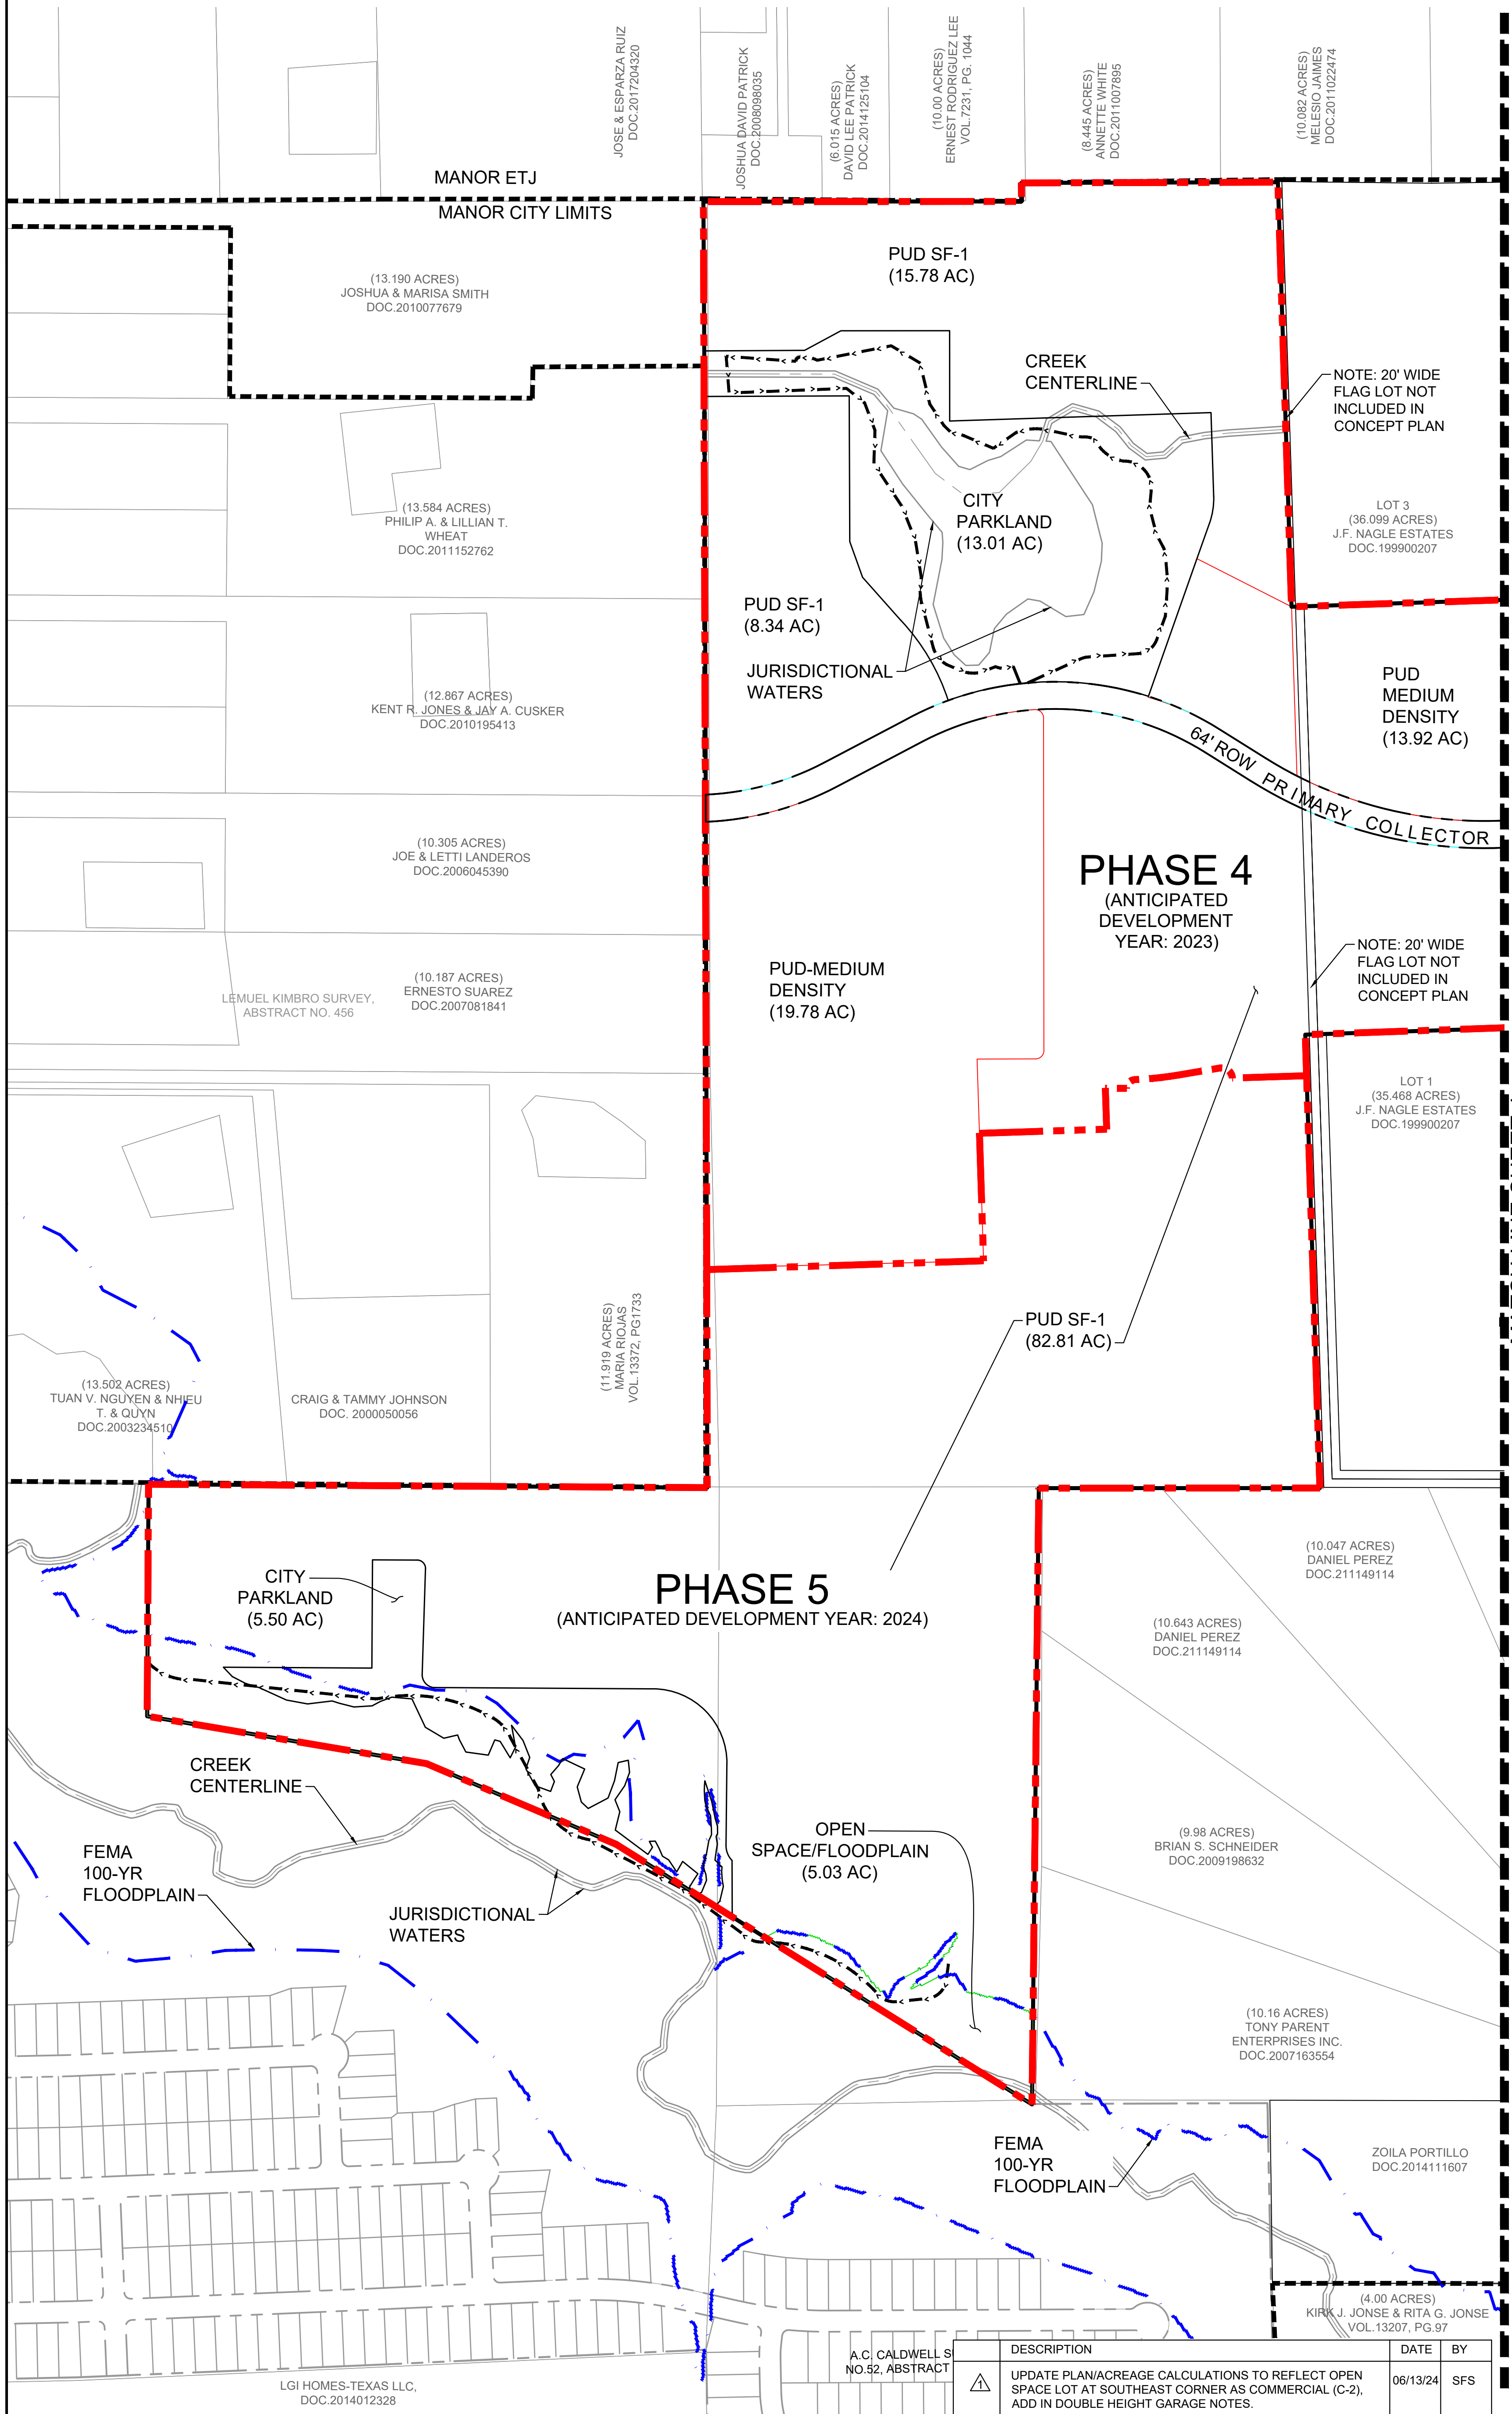 JOSE & ESPARZA RUIZ
DOC.2017204320
JOSHUA DAVID PATRICK
DOC.2008098035
(6.015 ACRES)
DAVID LEE PATRICK
DOC.2014125104
(10.00 ACRES)
ERNEST RODRIGUEZ LEE
VOL.7231, PG. 1044
(8.445 ACRES)
ANNETTE WHITE
DOC.2011007895
(10.082 ACRES)
MELESIO JAIMES
DOC.2011022474
MANOR ETJ
MANOR CITY LIMITS
(13.190 ACRES)
JOSHUA & MARISA SMITH
DOC.2010077679
PUD SF-1
(15.78 AC)
CREEK
CENTERLINE
NOTE: 20' WIDE
FLAG LOT NOT
INCLUDED IN
CONCEPT PLAN
(13.584 ACRES)
PHILIP A. & LILLIAN T.
WHEAT
DOC.2011152762
CITY
PARKLAND
(13.01 AC)
LOT 3
(36.099 ACRES)
J.F. NAGLE ESTATES
DOC.199900207
PUD SF-1
(8.34 AC)
JURISDICTIONAL
WATERS
(12.867 ACRES)
KENT R. JONES & JAY A. CUSKER
DOC.2010195413
PUD
MEDIUM
DENSITY
(13.92 AC)
64' ROW PRIMARY COLLECTOR
(10.305 ACRES)
JOE & LETTI LANDEROS
DOC.2006045390
PHASE 4
(ANTICIPATED
DEVELOPMENT
YEAR: 2023)
NOTE: 20' WIDE
FLAG LOT NOT
INCLUDED IN
CONCEPT PLAN
PUD-MEDIUM
DENSITY
(19.78 AC)
LEMUEL KIMBRO SURVEY,
ABSTRACT NO. 456
(10.187 ACRES)
ERNESTO SUAREZ
DOC.2007081841
LOT 1
(35.468 ACRES)
J.F. NAGLE ESTATES
DOC.199900207
(11.919 ACRES)
MARIA RIOJAS
VOL.13372, PG1733
PUD SF-1
(82.81 AC)
(13.502 ACRES)
TUAN V. NGUYEN & NHIEU
T. & QUYN
DOC.2003234510
CRAIG & TAMMY JOHNSON
DOC. 2000050056
CITY
PARKLAND
(5.50 AC)
PHASE 5
(ANTICIPATED DEVELOPMENT YEAR: 2024)
(10.047 ACRES)
DANIEL PEREZ
DOC.211149114
(10.643 ACRES)
DANIEL PEREZ
DOC.211149114
CREEK
CENTERLINE
FEMA
100-YR
FLOODPLAIN
JURISDICTIONAL
WATERS
OPEN
SPACE/FLOODPLAIN
(5.03 AC)
(9.98 ACRES)
BRIAN S. SCHNEIDER
DOC.2009198632
(10.16 ACRES)
TONY PARENT
ENTERPRISES INC.
DOC.2007163554
FEMA
100-YR
FLOODPLAIN
ZOILA PORTILLO
DOC.2014111607
(4.00 ACRES)
KIRK J. JONSE & RITA G. JONSE
VOL.13207, PG.97
A.C. CALDWELL S
NO.52, ABSTRACT
LGI HOMES-TEXAS LLC,
DOC.2014012328
DESCRIPTION DATE BY
1 UPDATE PLAN/ACREAGE CALCULATIONS TO REFLECT OPEN
SPACE LOT AT SOUTHEAST CORNER AS COMMERCIAL (C-2),
ADD IN DOUBLE HEIGHT GARAGE NOTES.
06/13/24 SFS